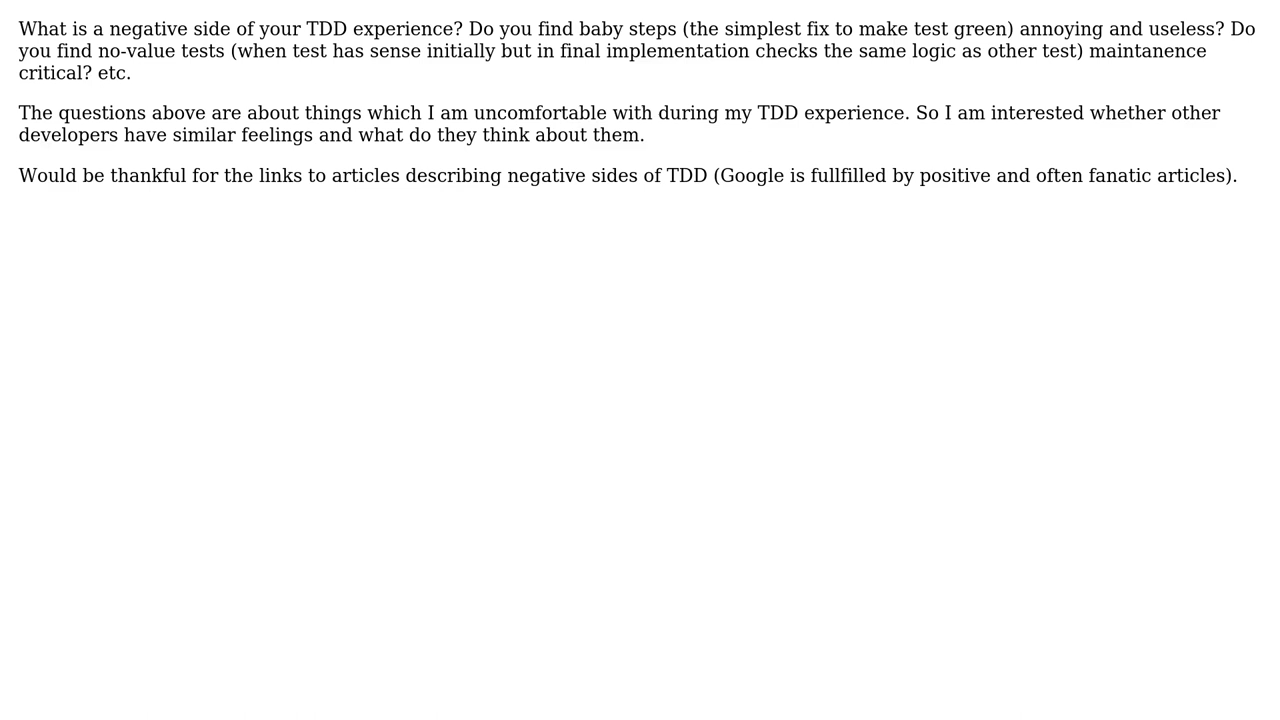 What is a negative side of your TDD experience? Do you find baby steps (the simplest fix to make test green) annoying and useless? Do
you find no-value tests (when test has sense initially but in final implementation checks the same logic as other test) maintanence
critical? etc.
The questions above are about things which I am uncomfortable with during my TDD experience. So I am interested whether other
developers have similar feelings and what do they think about them.
Would be thankful for the links to articles describing negative sides of TDD (Google is fullfilled by positive and often fanatic articles).